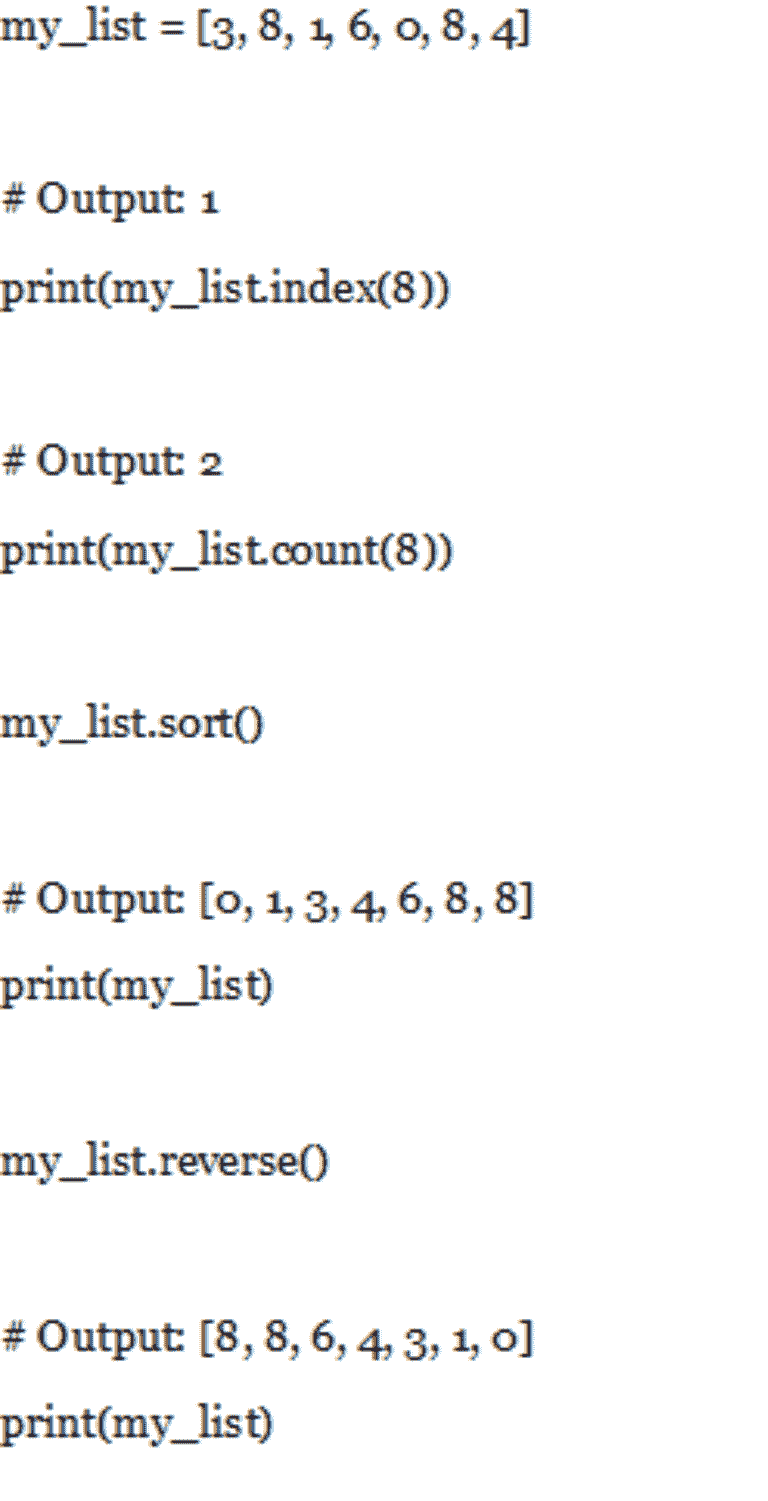 my_list = [3, 8, 1, 6, 0, 8, 4]
# Output: 1
print(my_list.index(8))
# Output: 2
print(my_list.count(8))
my_list.sort()
# Output: [0, 1, 3, 4, 6, 8, 8]
print(my_list)
my_list.reverse()
# Output: [8, 8, 6, 4, 3, 1, 0]
print(my_list)